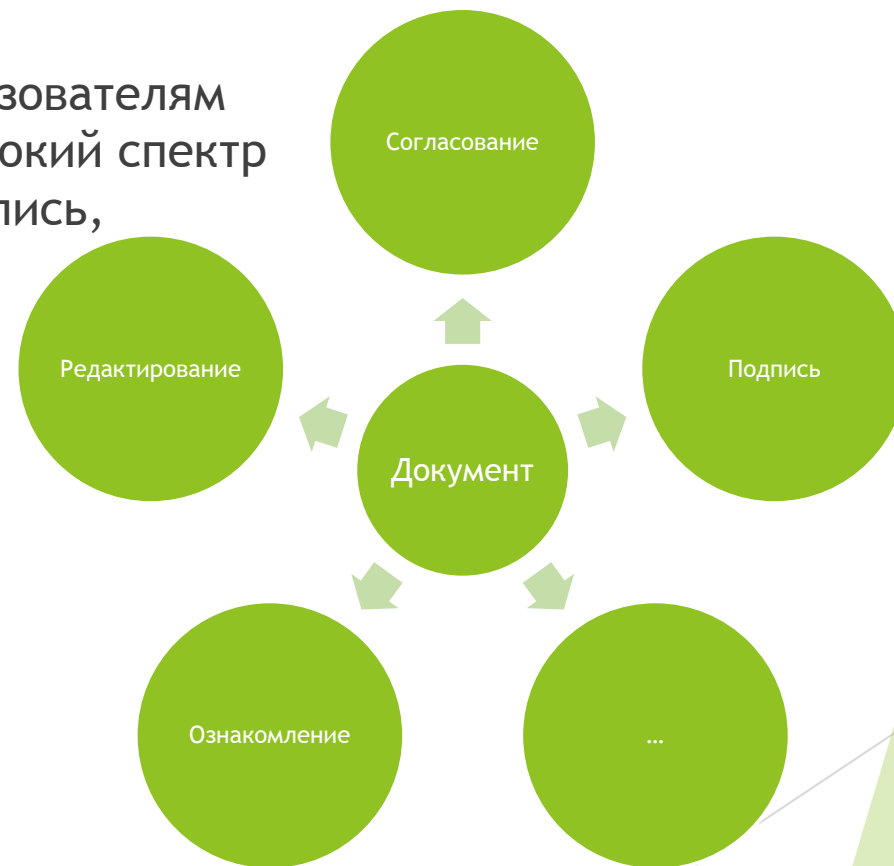 зователям
окий спектр
пись,
Согласование
Редактирование
Подпись
Документ
Ознакомление
...